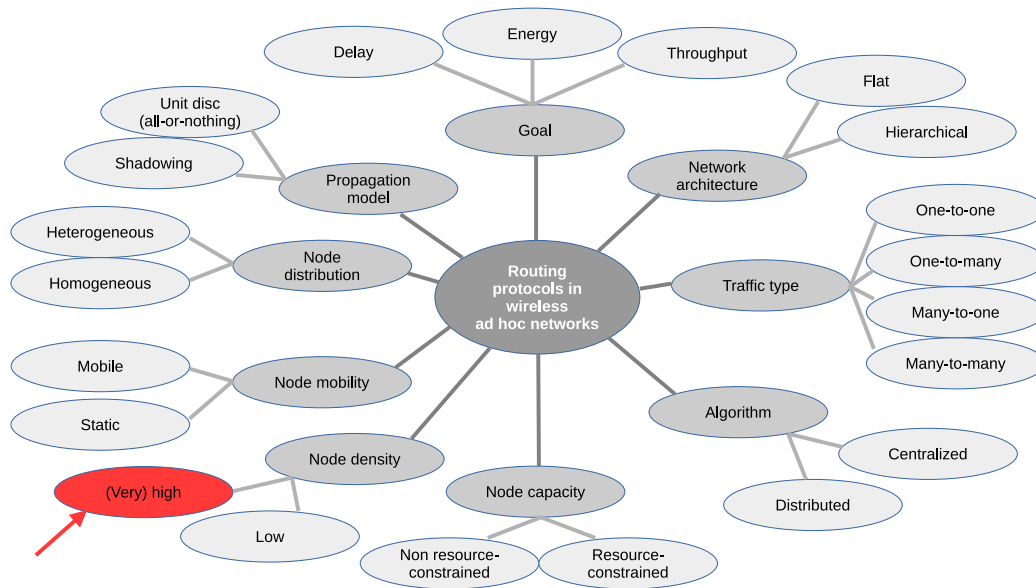 Energy
Delay
Throughput
Flat
Unit disc
(all-or-nothing)
Goal
Hierarchical
Shadowing
Network
architecture
Propagation
model
One-to-one
Heterogeneous
Node
distribution
One-to-many
Homogeneous
Routing
protocols in
wireless
ad hoc networks
Traffic type
Many-to-one
Many-to-many
Mobile
Node mobility
Static
Algorithm
Node density
Centralized
(Very) high
Node capacity
Distributed
Low
Non resource-
constrained
Resource-
constrained